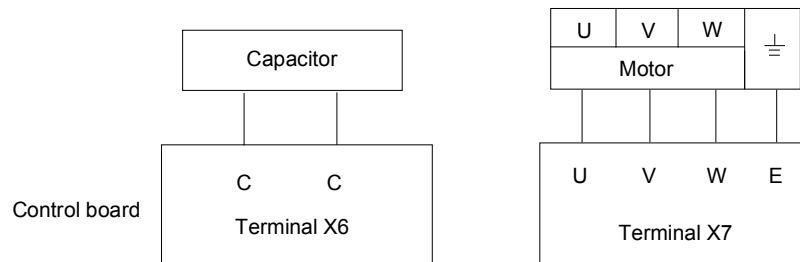 Capacitor
C C
Control board
Terminal X6
U V W
Motor
U V W E
Terminal X7